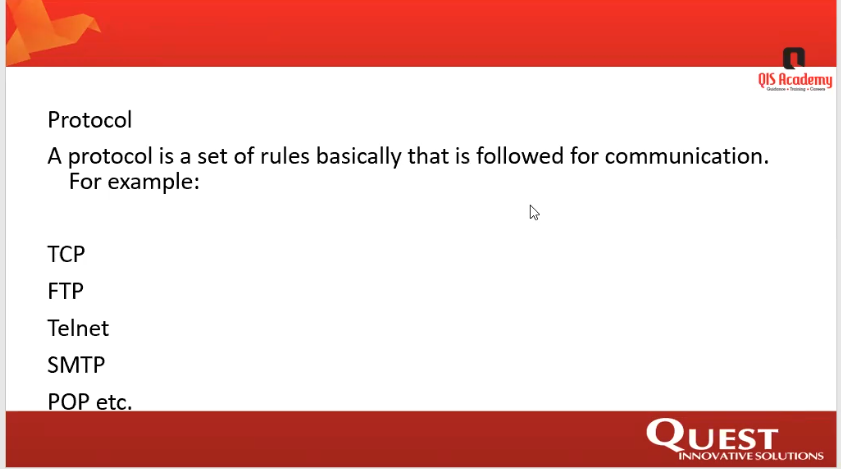 QIS Academy
Guidance • Training • Careers
Protocol
A protocol is a set of rules basically that is followed for communication.
For example:
TCP
FTP
Telnet
SMTP
POP etc.
QUEST
INNOVATIVE SOLUTIONS